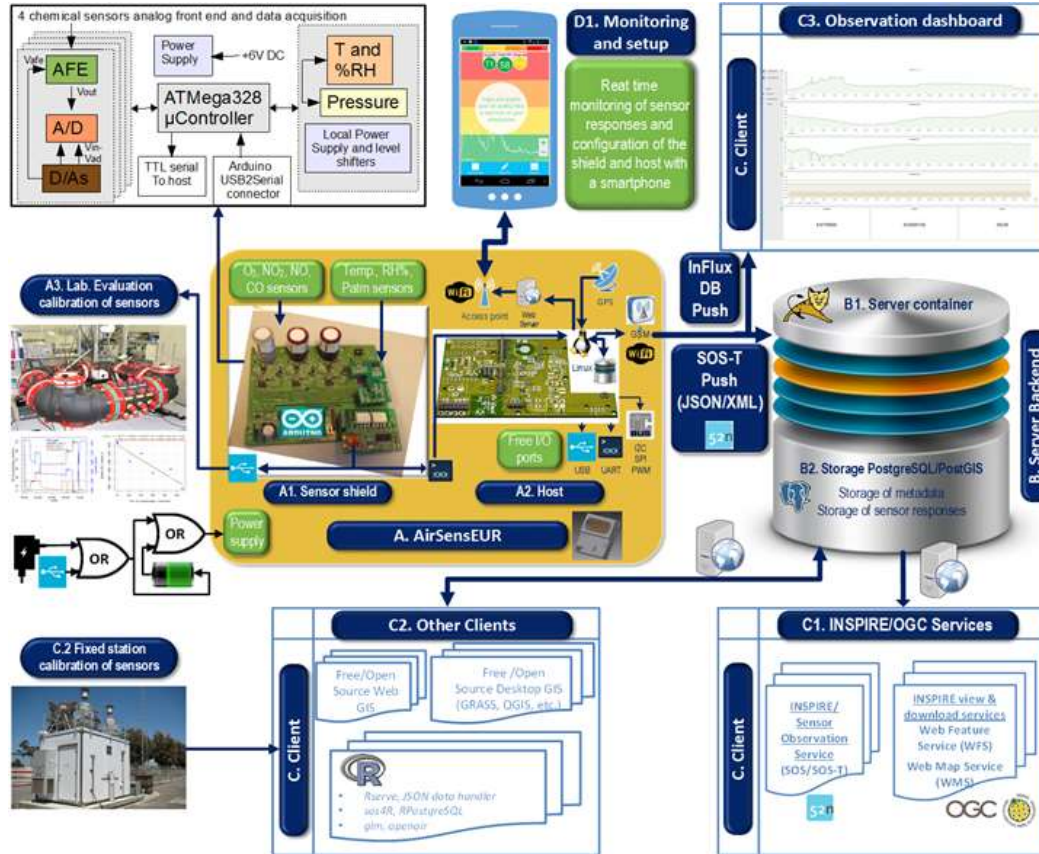 4 chemical sensors analog front end and data acquisition
Vafe
AFE
Vout
A/D
Vin-
Vad
D/As
Power
Supply
+6V DC
ATMega328
µController
TTL serial
To host
Arduino
USB2Serial
connector
T and
%RH
Pressure
Local Power
Supply and level
shifters
D1. Monitoring
and setup
Real time
monitoring of sensor
responses and
configuration of the
shield and host with
a smartphone
C3. Observation dashboard
C. Client
A3. Lab. Evaluation
calibration of sensors
O₃, NO₂, NO,
CO sensors
Temp., RH%,
Patm sensors
WiFi
Access point
Web
Server
GPS
GSM
WiFi
Linux
ARDUINO
Free I/O
ports
USB
UART
BUS
I2C
SPI
PWM
A1. Sensor shield
A2. Host
A. AirSensEUR
Power
supply
OR
OR
InFlux
DB
Push
SOS-T
Push
(JSON/XML)
52n
B1. Server container
B2. Storage PostgreSQL/PostGIS
Storage of metadata
Storage of sensor responses
B. Server Backend
C.2 Fixed station
calibration of sensors
C. Client
C2. Other Clients
Free/Open
Source Web
GIS
Free /Open
Source Desktop GIS
(GRASS, QGIS, etc.)
R
• Rserve, JSON data handler
• sos4R, RPostgreSQL
• glm, openair
C. Client
C1. INSPIRE/OGC Services
INSPIRE/
Sensor
Observation
Service
(SOS/SOS-T)
52n
INSPIRE view &
download services
Web Feature
Service (WFS)
Web Map Service
(WMS)
OGC